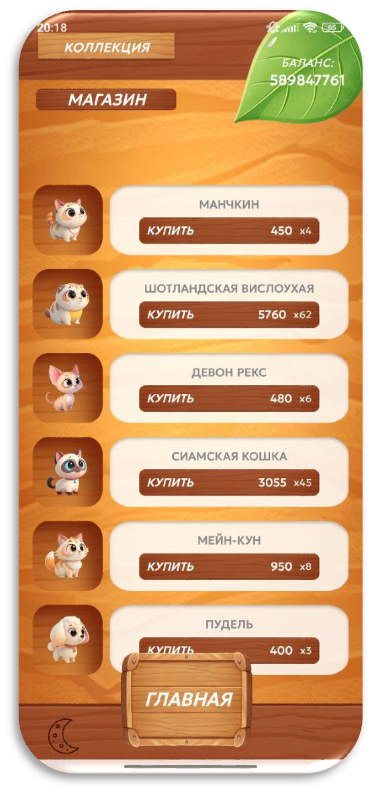 20:18
85
КОЛЛЕКЦИЯ
БАЛАНС:
589847761
МАГАЗИН
МАНЧКИН
КУПИТЬ 450 x4
ШОТЛАНДСКАЯ ВИСЛОУХАЯ
КУПИТЬ 5760 x62
ДЕВОН РЕКС
КУПИТЬ 480 x6
СИАМСКАЯ КОШКА
КУПИТЬ 3055 x45
МЕЙН-КУН
КУПИТЬ 950 x8
ПУДЕЛЬ
КУПИТЬ 400 x3
ГЛАВНАЯ